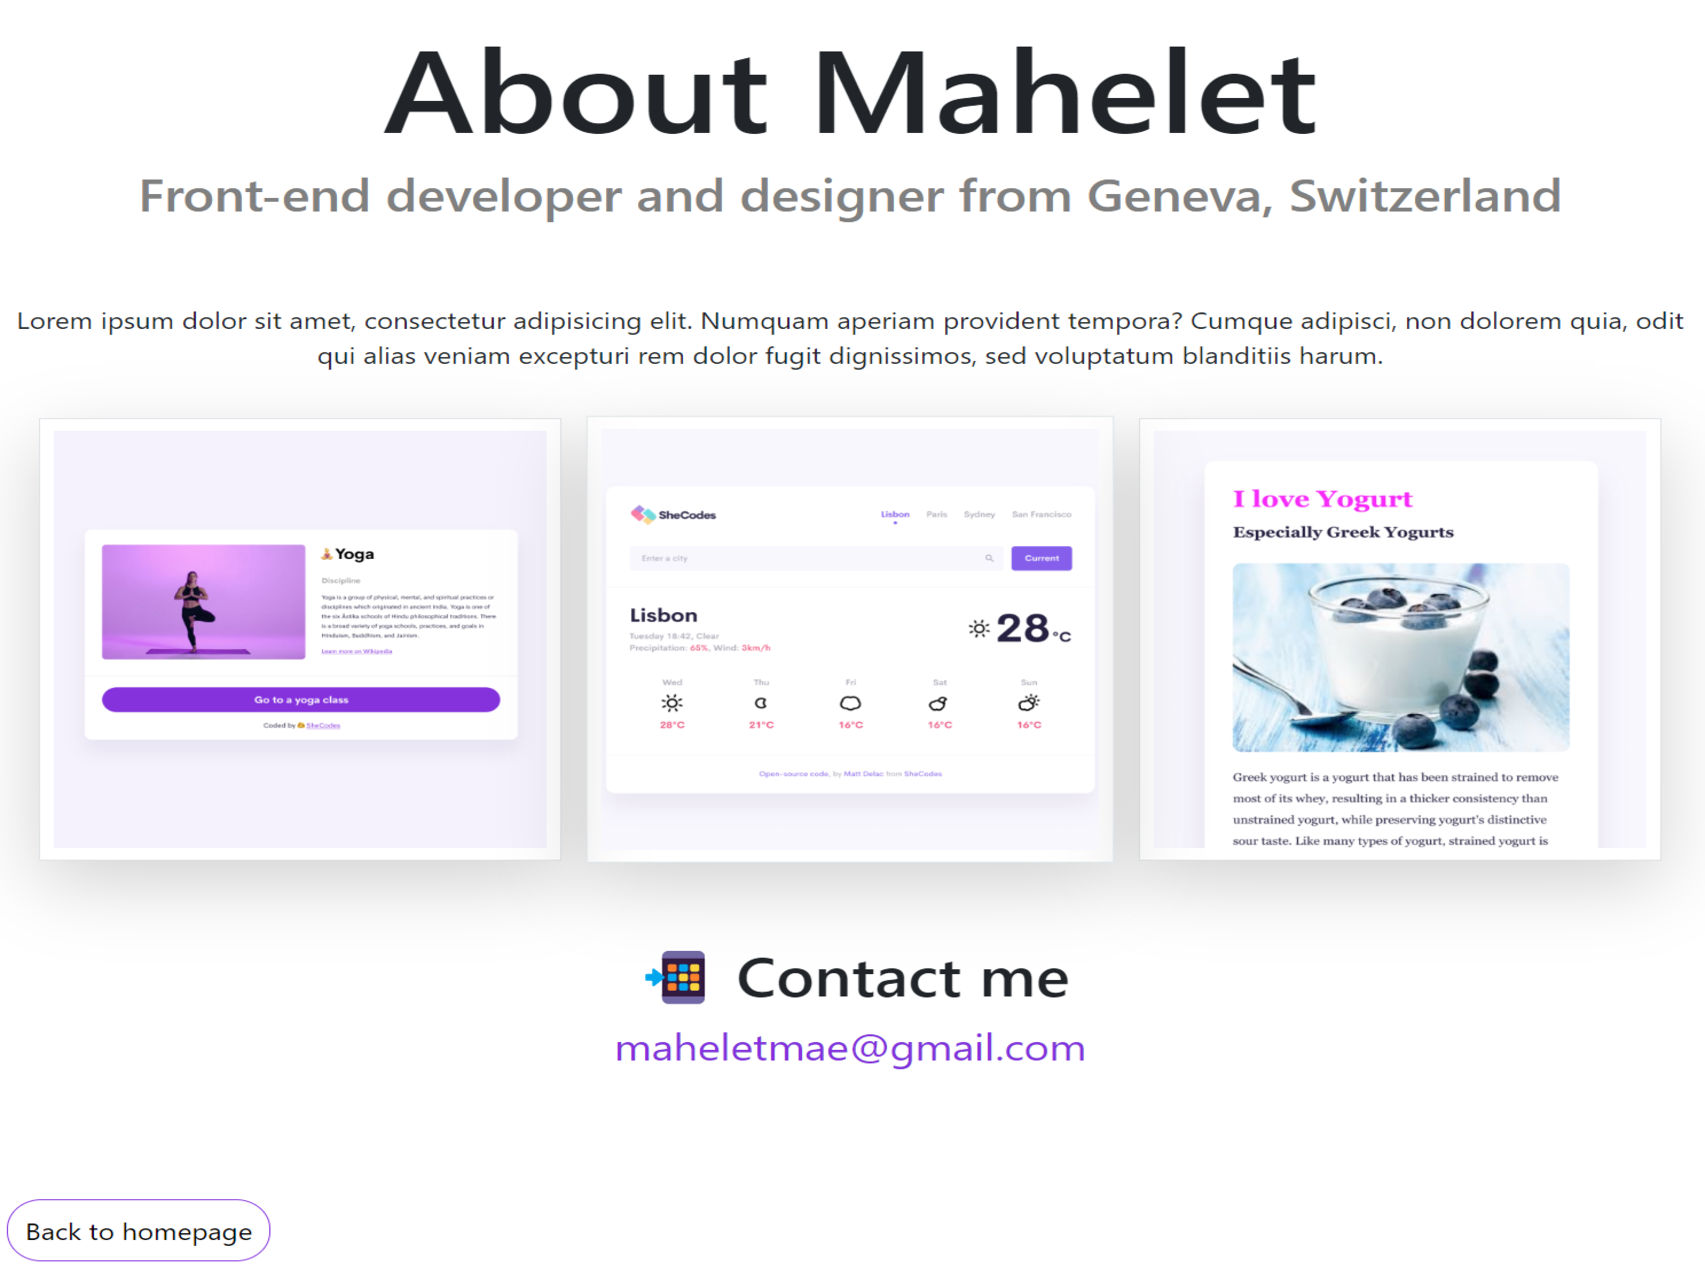 About Mahelet
Front-end developer and designer from Geneva, Switzerland
Lorem ipsum dolor sit amet, consectetur adipisicing elit. Numquam aperiam provident tempora? Cumque adipisci, non dolorem quia, odit
qui alias veniam excepturi rem dolor fugit dignissimos, sed voluptatum blanditiis harum.
Yoga
Discipline
Yoga is a group of physical, mental, and spiritual practices or
disciplines which originated in ancient India. Yoga is one of
the six Āstika schools of Hindu philosophical traditions. There
is a broad variety of yoga schools, practices, and goals in
Hinduism, Buddhism, and Jainism.
Learn more on Wikipedia
Go to a yoga class
Coded by SheCodes
SheCodes
Lisbon Paris Sydney San Francisco
Enter a city
Current
Lisbon
Tuesday 18:42, Clear
Precipitation: 65%, Wind: 3km/h
28°C
Wed Thu Fri Sat Sun
28°C 21°C 16°C 16°C 16°C
Open-source code, by Matt Delac from SheCodes
I love Yogurt
Especially Greek Yogurts
Greek yogurt is a yogurt that has been strained to remove
most of its whey, resulting in a thicker consistency than
unstrained yogurt, while preserving yogurt's distinctive
sour taste. Like many types of yogurt, strained yogurt is
Contact me
maheletmae@gmail.com
Back to homepage